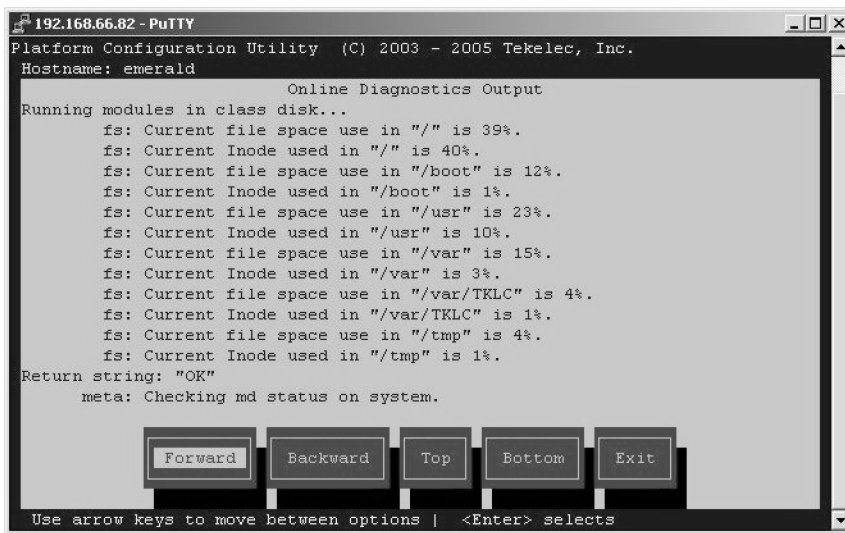 192.168.66.82 - PuTTY
Platform Configuration Utility (C) 2003 - 2005 Tekelec, Inc.
Hostname: emerald
Online Diagnostics Output
Running modules in class disk...
fs: Current file space use in "/" is 39%.
fs: Current Inode used in "/" is 40%.
fs: Current file space use in "/boot" is 12%.
fs: Current Inode used in "/boot" is 1%.
fs: Current file space use in "/usr" is 23%.
fs: Current Inode used in "/usr" is 10%.
fs: Current file space use in "/var" is 15%.
fs: Current Inode used in "/var" is 3%.
fs: Current file space use in "/var/TKLC" is 4%.
fs: Current Inode used in "/var/TKLC" is 1%.
fs: Current file space use in "/tmp" is 4%.
fs: Current Inode used in "/tmp" is 1%.
Return string: "OK"
meta: Checking md status on system.
Forward Backward Top Bottom Exit
Use arrow keys to move between options | <Enter> selects